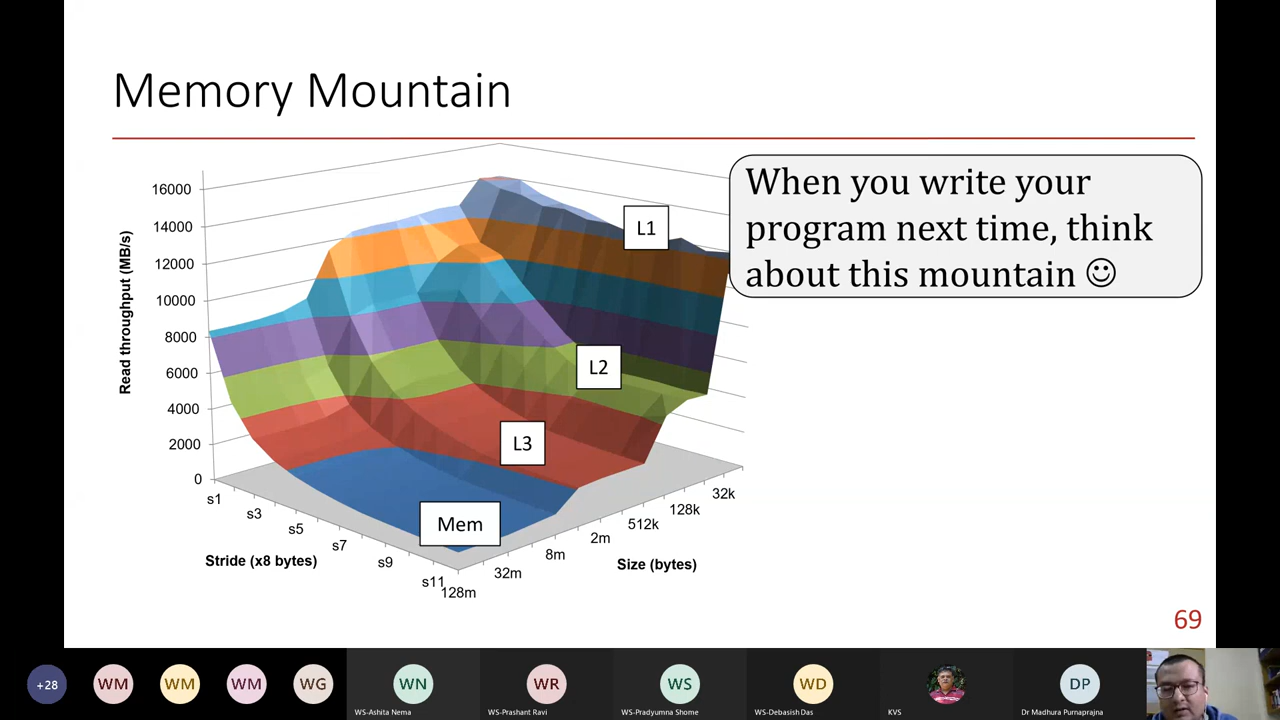 Memory Mountain
When you write your
program next time, think
about this mountain ☺
16000
14000
12000
10000
8000
6000
4000
2000
0
Read throughput (MB/s)
L1
L2
L3
Mem
s1
s3
s5
s7
s9
s11
Stride (x8 bytes)
128m
32m
8m
2m
512k
128k
32k
Size (bytes)
69
+28
WM
WM
WM
WG
WN
WR
WS
WD
DP
WS-Ashita Nema
WS-Prashant Ravi
WS-Pradyumna Shome
WS-Debasish Das
KVS
Dr Madhura Purnaprajna